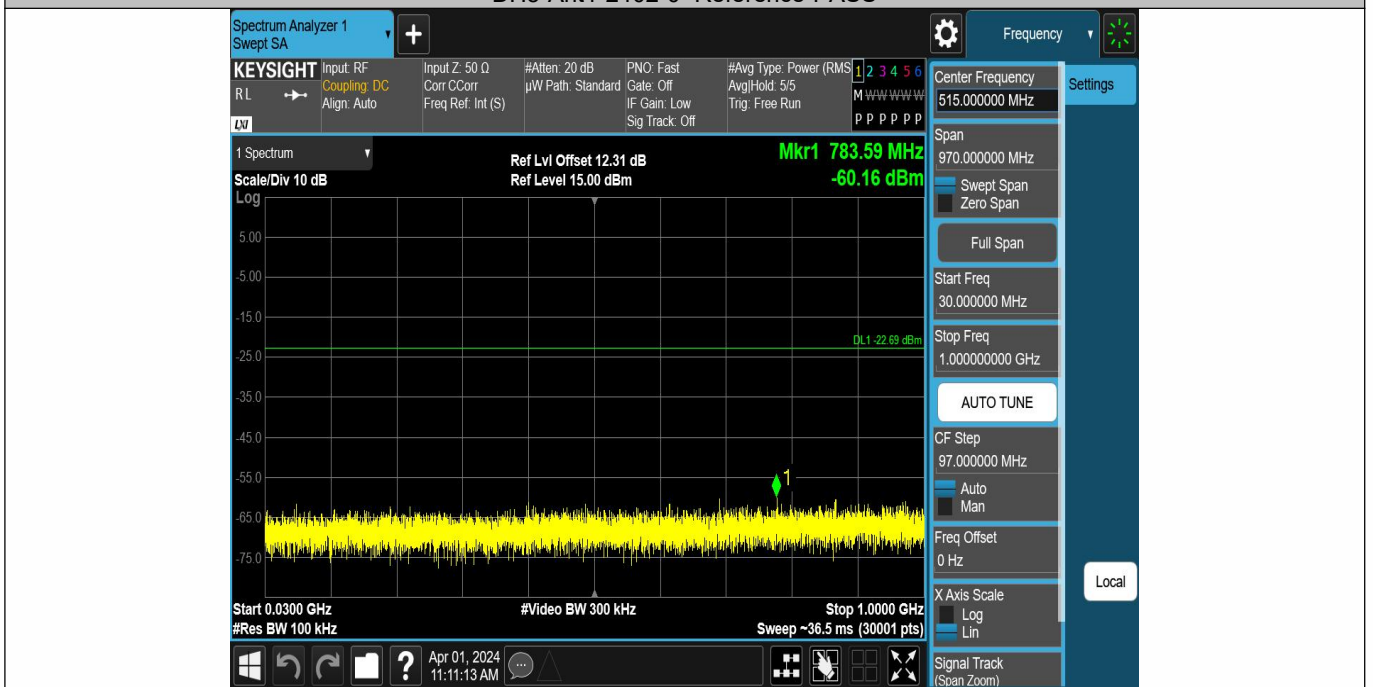 Spectrum Analyzer 1
Swept SA
Frequency
KEYSIGHT
RL
LXI
Input: RF
Coupling: DC
Align: Auto
Input Z: 50 Ω
Corr CCorr
Freq Ref: Int (S)
#Atten: 20 dB
µW Path: Standard
PNO: Fast
Gate: Off
IF Gain: Low
Sig Track: Off
#Avg Type: Power (RMS
Avg|Hold: 5/5
Trig: Free Run
1 2 3 4 5 6
M W W W W W
P P P P P P
1 Spectrum
Scale/Div 10 dB
Log
Ref Lvl Offset 12.31 dB
Ref Level 15.00 dBm
Mkr1 783.59 MHz
-60.16 dBm
5.00
-5.00
-15.0
-25.0
-35.0
-45.0
-55.0
-65.0
-75.0
DL1 -22.69 dBm
1
Start 0.0300 GHz
#Res BW 100 kHz
#Video BW 300 kHz
Stop 1.0000 GHz
Sweep ~36.5 ms (30001 pts)
Apr 01, 2024
11:11:13 AM
Center Frequency
515.000000 MHz
Span
970.000000 MHz
Swept Span
Zero Span
Full Span
Start Freq
30.000000 MHz
Stop Freq
1.000000000 GHz
AUTO TUNE
CF Step
97.000000 MHz
Auto
Man
Freq Offset
0 Hz
X Axis Scale
Log
Lin
Signal Track
(Span Zoom)
Settings
Local